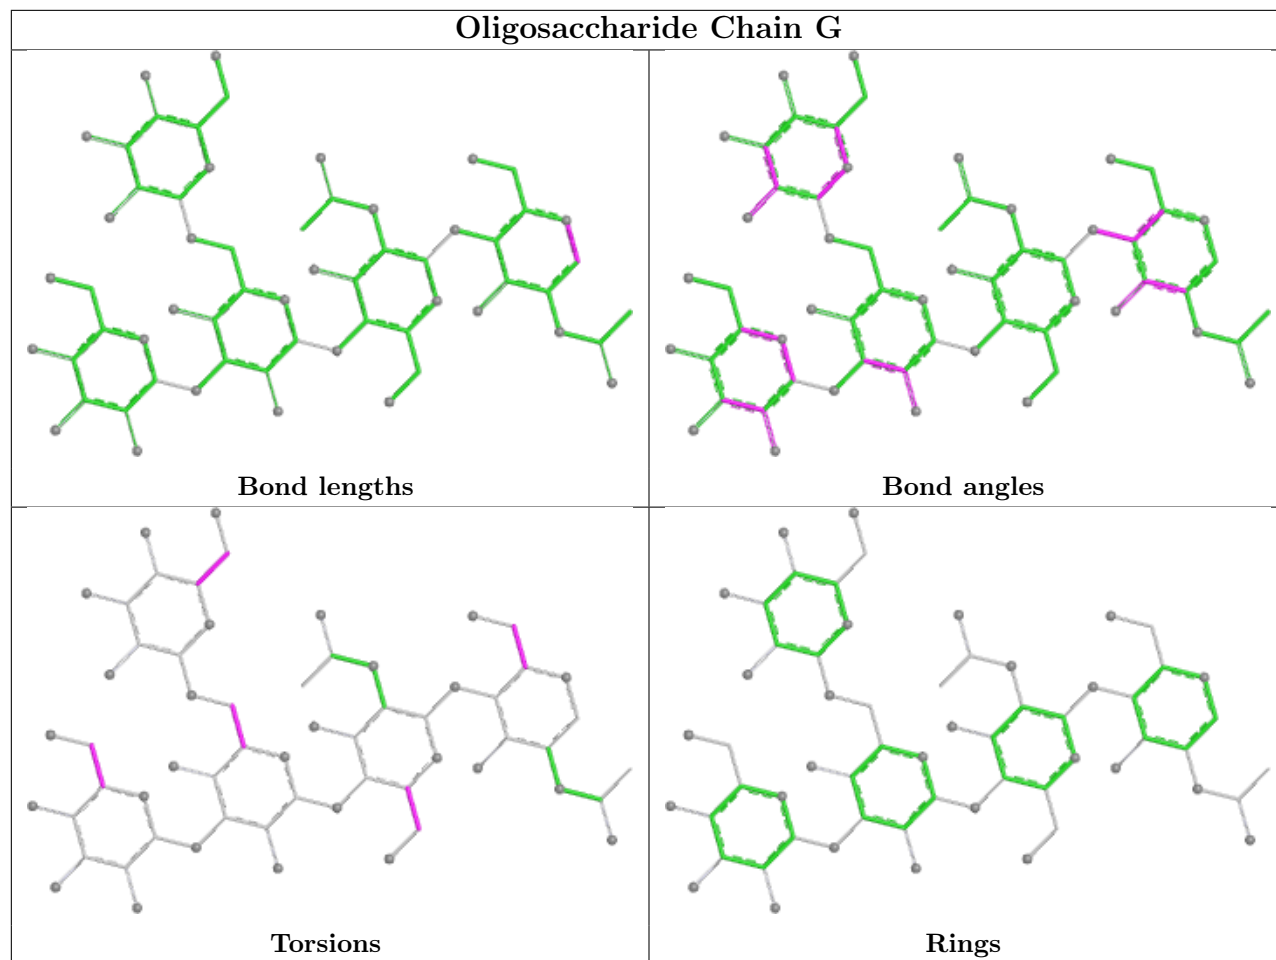 Oligosaccharide Chain G
Bond lengths
Bond angles
Torsions
Rings